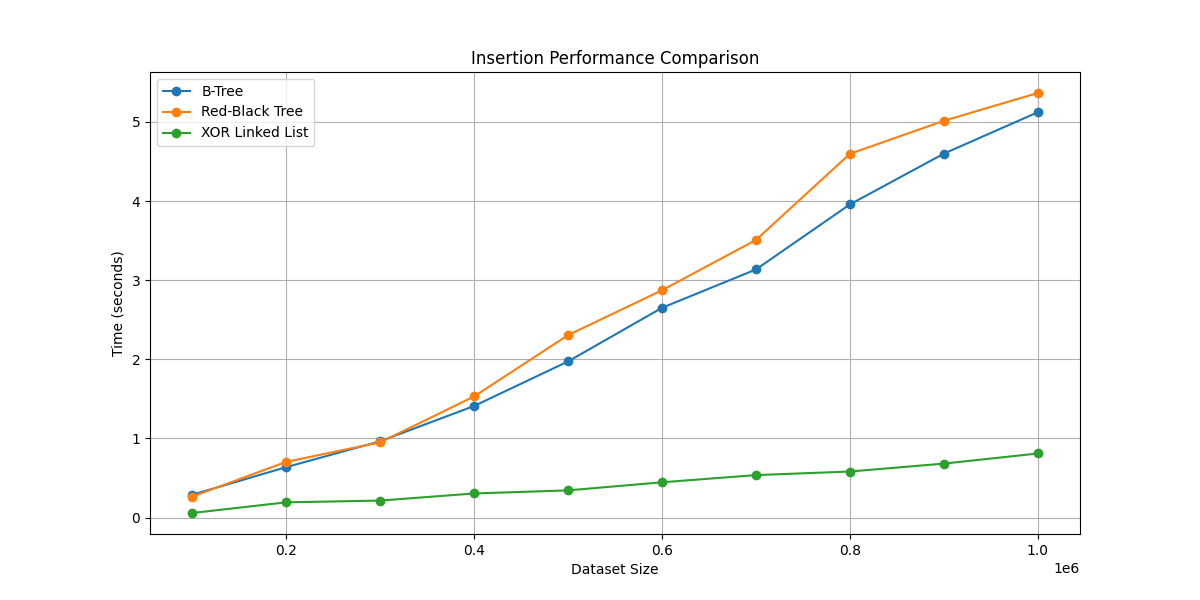 Insertion Performance Comparison
B-Tree
Red-Black Tree
XOR Linked List
Time (seconds)
5
4
3
2
1
0
0.2 0.4 0.6 0.8 1.0
1e6
Dataset Size